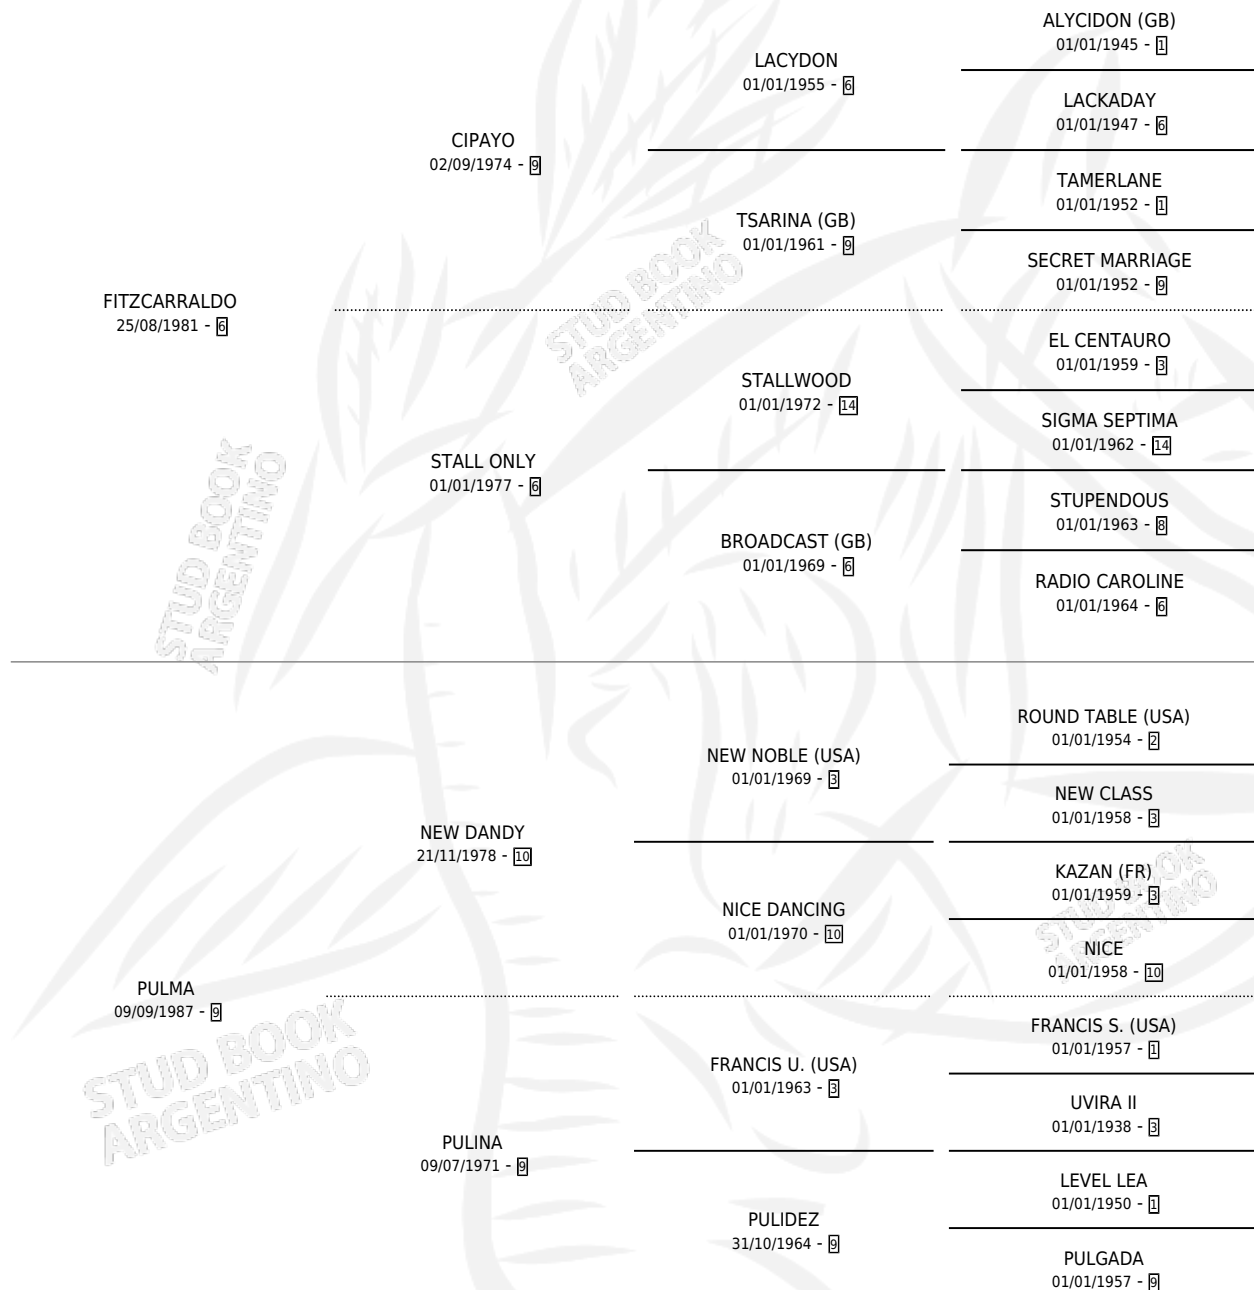 ALYCIDON (GB)
01/01/1945 - 1
LACYDON
01/01/1955 - 6
LACKADAY
01/01/1947 - 6
CIPAYO
02/09/1974 - 9
TAMERLANE
01/01/1952 - 1
TSARINA (GB)
01/01/1961 - 9
SECRET MARRIAGE
01/01/1952 - 9
FITZCARRALDO
25/08/1981 - 6
STUD BOOK
ARGENTINO
EL CENTAURO
01/01/1959 - 3
STALLWOOD
01/01/1972 - 14
SIGMA SEPTIMA
01/01/1962 - 14
STALL ONLY
01/01/1977 - 6
STUPENDOUS
01/01/1963 - 8
BROADCAST (GB)
01/01/1969 - 6
RADIO CAROLINE
01/01/1964 - 6
STUD BOOK
ARGENTINO
ROUND TABLE (USA)
01/01/1954 - 2
NEW NOBLE (USA)
01/01/1969 - 3
NEW CLASS
01/01/1958 - 3
NEW DANDY
21/11/1978 - 10
KAZAN (FR)
01/01/1959 - 3
STUD BOOK
ARGENTINO
NICE DANCING
01/01/1970 - 10
NICE
01/01/1958 - 10
PULMA
09/09/1987 - 9
STUD BOOK
ARGENTINO
FRANCIS S. (USA)
01/01/1957 - 1
FRANCIS U. (USA)
01/01/1963 - 3
UVIRA II
01/01/1938 - 3
PULINA
09/07/1971 - 9
LEVEL LEA
01/01/1950 - 1
PULIDEZ
31/10/1964 - 9
PULGADA
01/01/1957 - 9